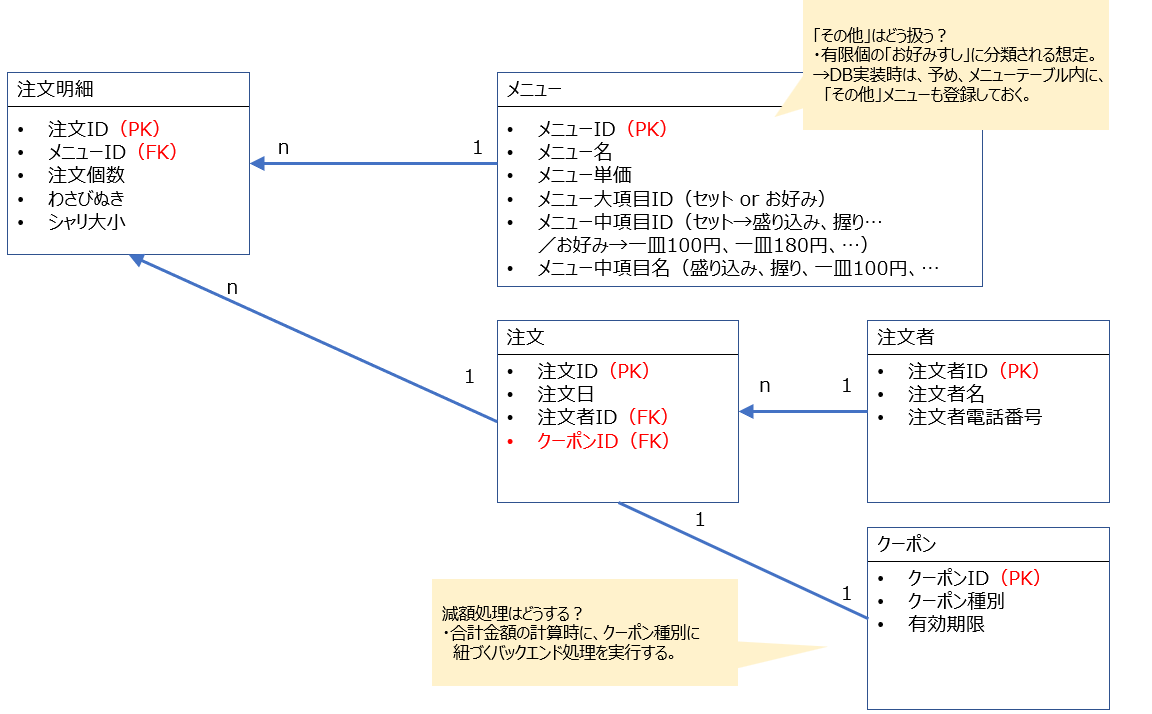 「その他」はどう扱う？
・有限個の「お好みすし」に分類される想定。
→DB実装時は、予め、メニューテーブル内に、
「その他」メニューも登録しておく。
注文明細
• 注文ID（PK）
• メニューID（FK）
• 注文個数
• わさびぬき
• シャリ大小
n
1
メニュー
• メニューID（PK）
• メニュー名
• メニュー単価
• メニュー大項目ID（セット or お好み）
• メニュー中項目ID（セット→盛り込み、握り…
／お好み→一皿100円、一皿180円、…）
• メニュー中項目名（盛り込み、握り、一皿100円、…
n
1
注文
• 注文ID（PK）
• 注文日
• 注文者ID（FK）
• クーポンID（FK）
n
1
注文者
• 注文者ID（PK）
• 注文者名
• 注文者電話番号
1
1
クーポン
• クーポンID（PK）
• クーポン種別
• 有効期限
減額処理はどうする？
・合計金額の計算時に、クーポン種別に
紐づくバックエンド処理を実行する。